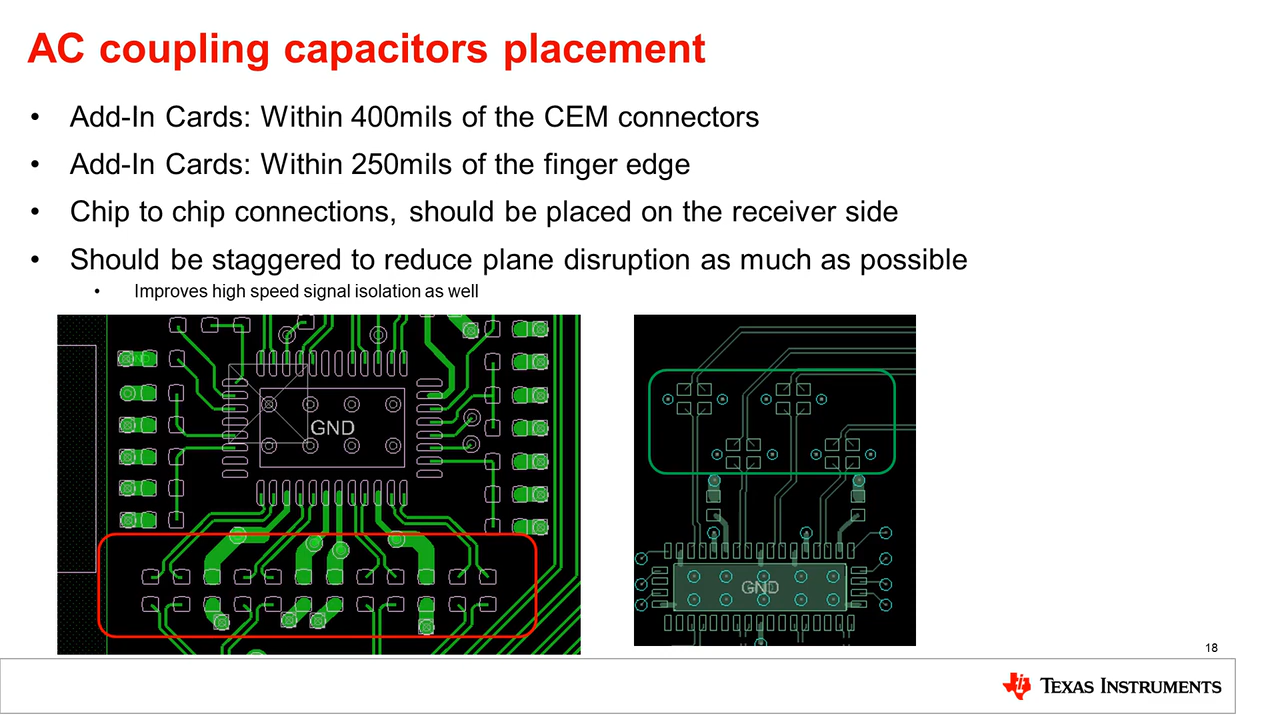 AC coupling capacitors placement
• Add-In Cards: Within 400mils of the CEM connectors
• Add-In Cards: Within 250mils of the finger edge
• Chip to chip connections, should be placed on the receiver side
• Should be staggered to reduce plane disruption as much as possible
• Improves high speed signal isolation as well
GND
GND
18
TEXAS INSTRUMENTS